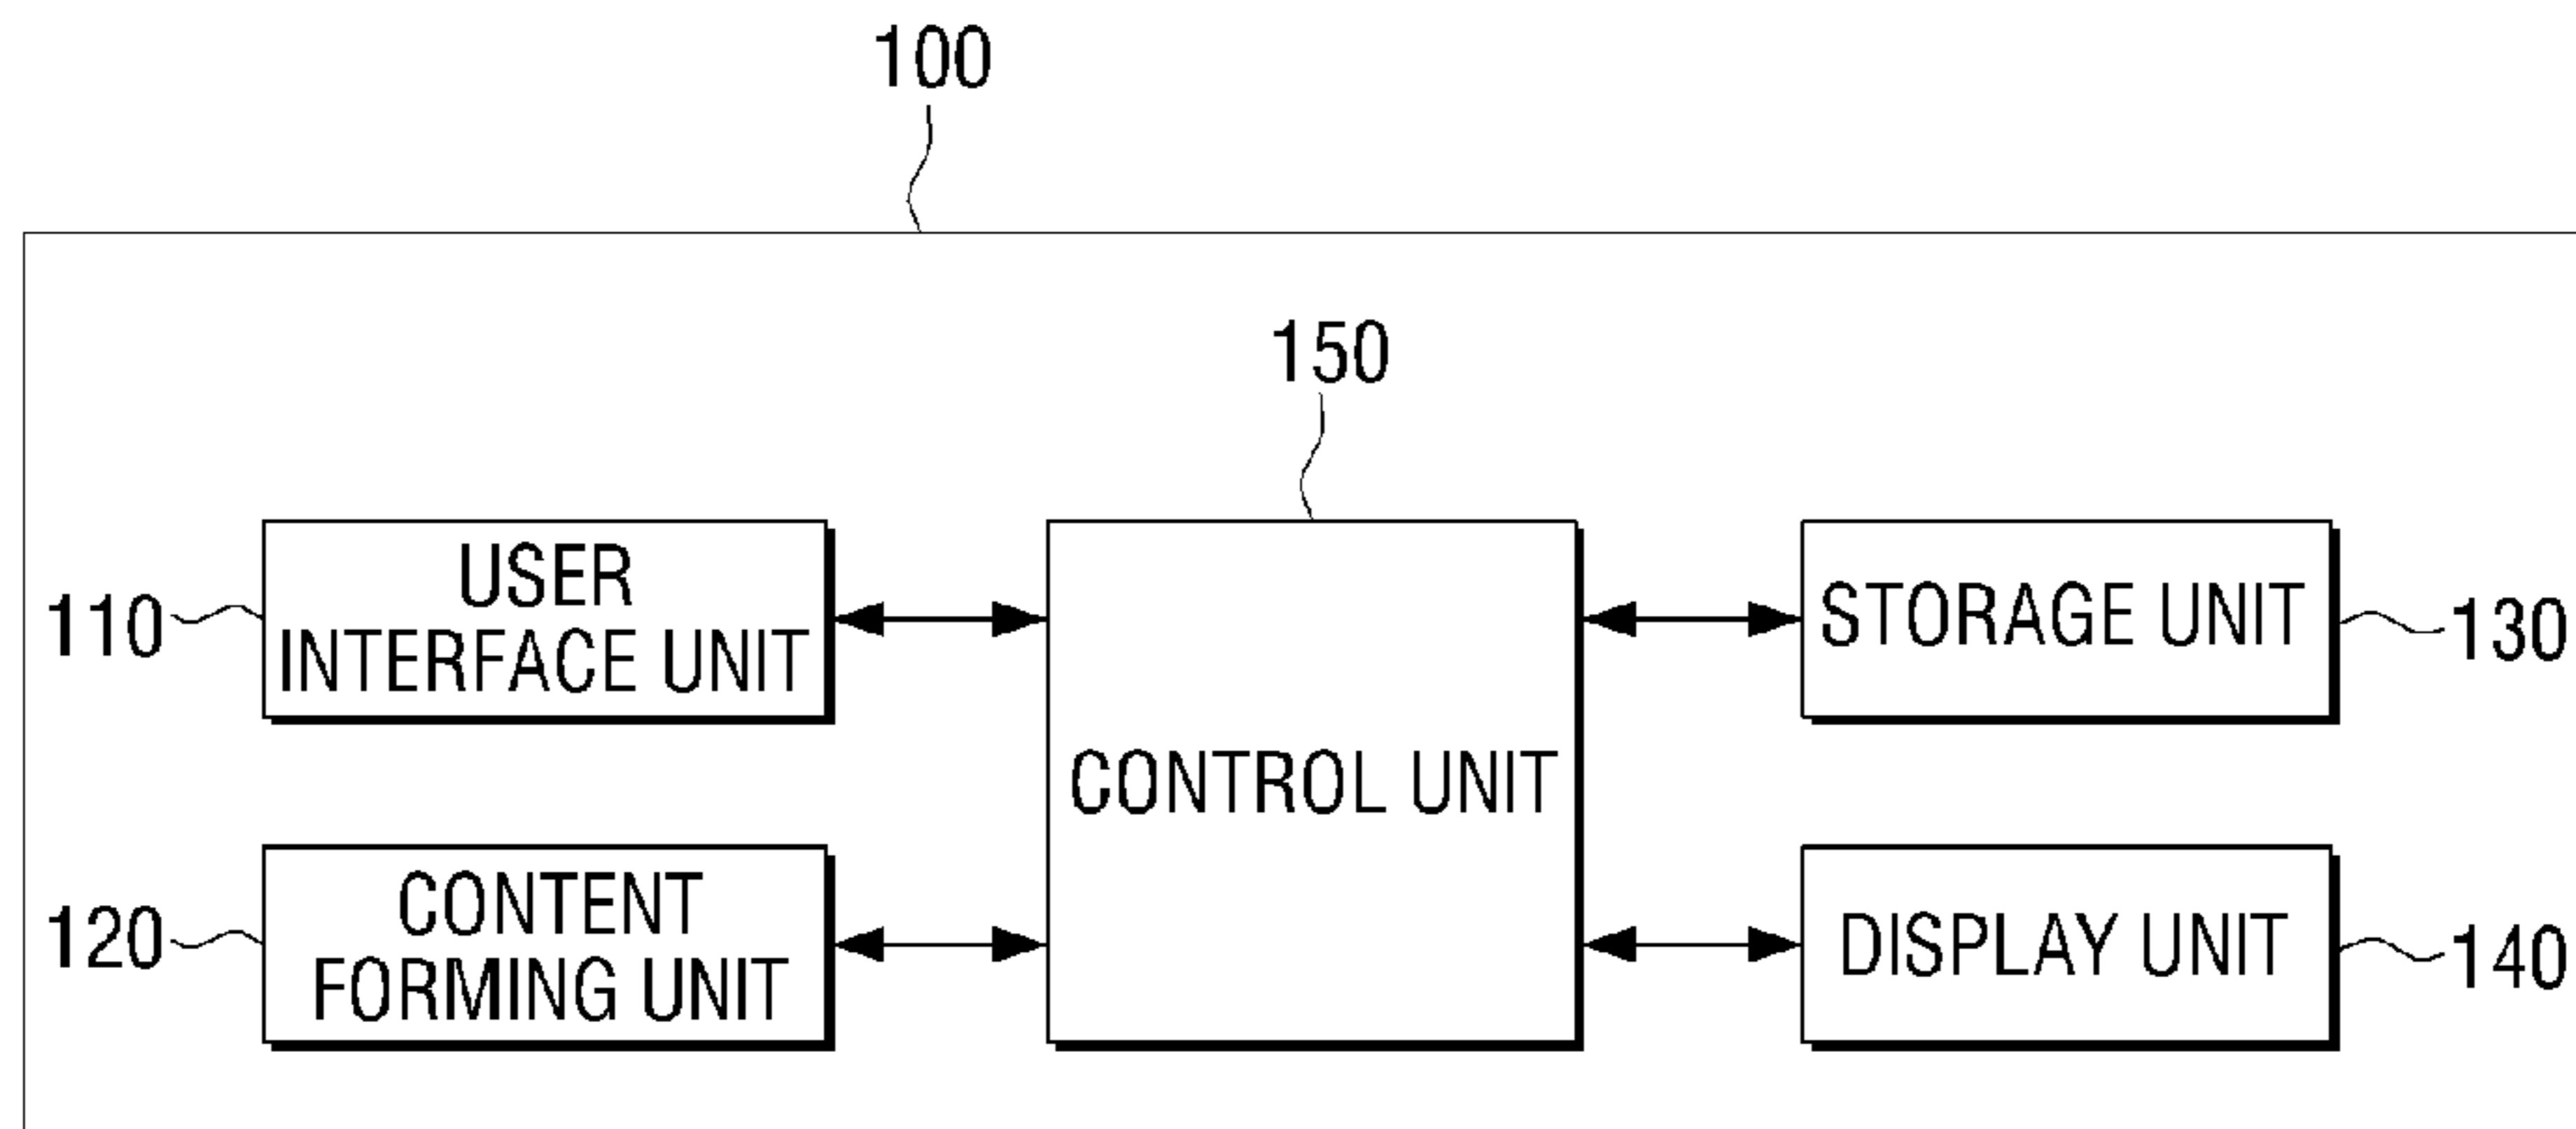 100
150
110
USER
INTERFACE UNIT
STORAGE UNIT
130
CONTROL UNIT
120
CONTENT
FORMING UNIT
DISPLAY UNIT
140